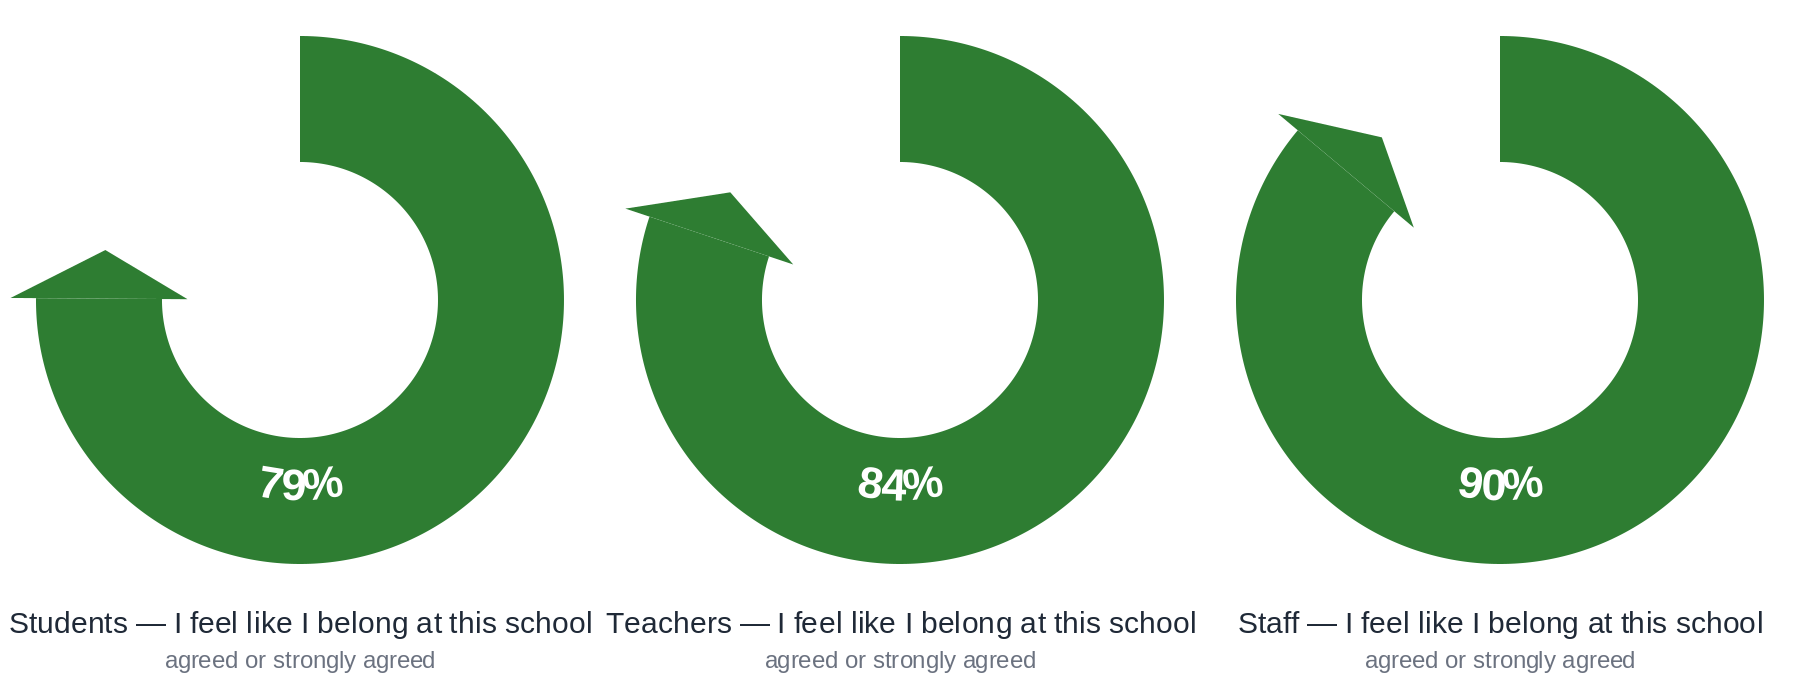 79%
84%
90%
Students — I feel like I belong at this school
agreed or strongly agreed
Teachers — I feel like I belong at this school
agreed or strongly agreed
Staff — I feel like I belong at this school
agreed or strongly agreed